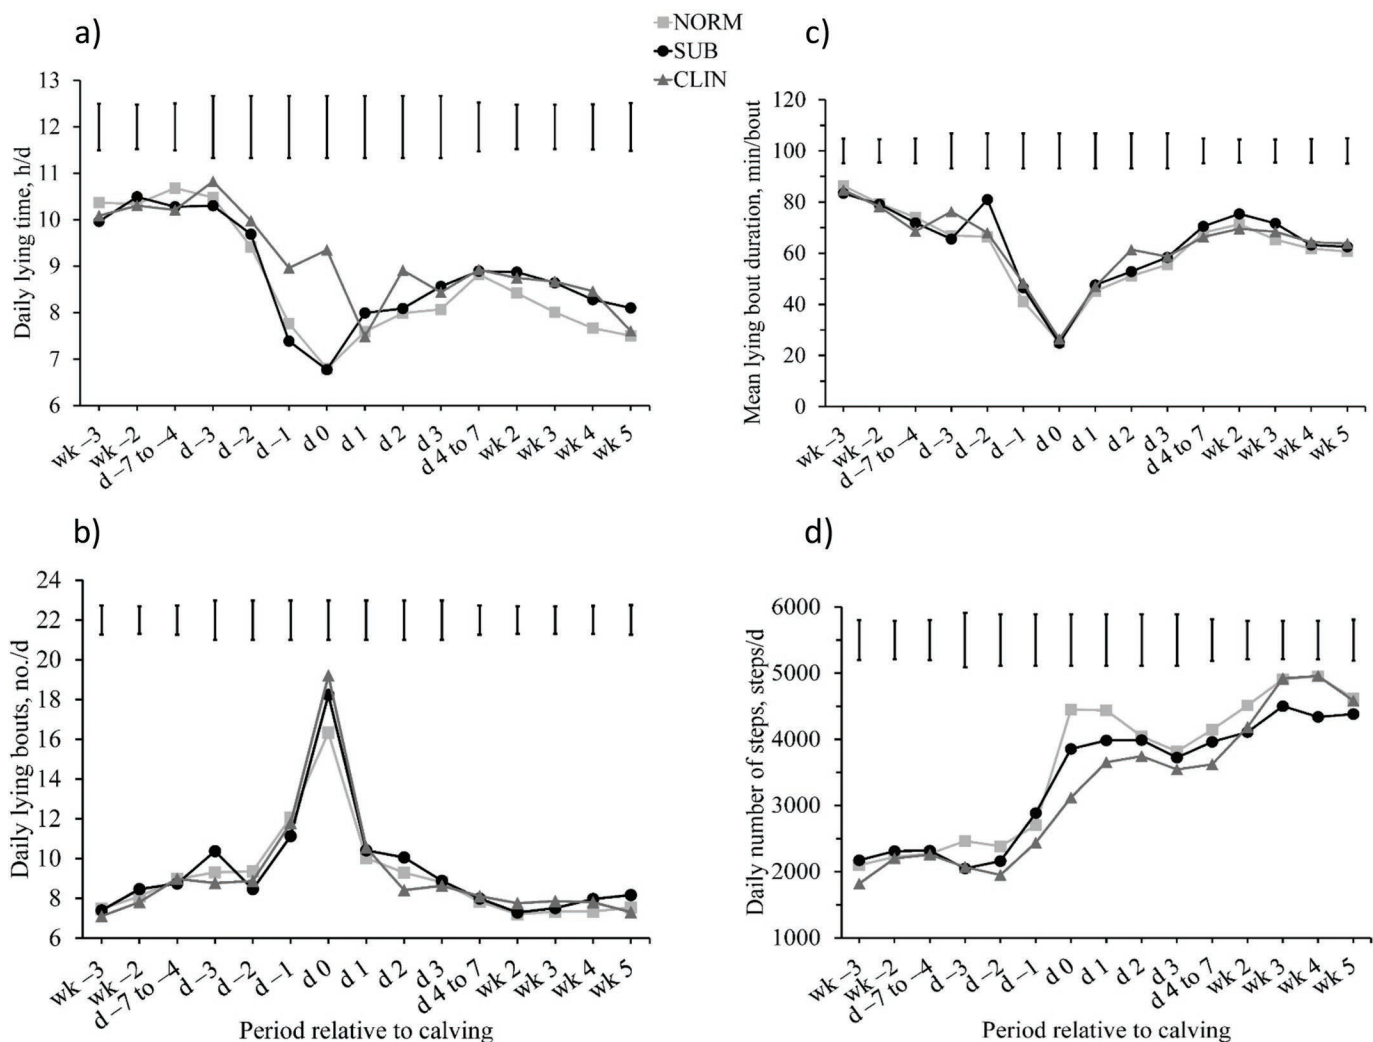 a)
NORM
SUB
CLIN
Daily lying time, h/d
13
12
11
10
9
8
7
6
wk −3
wk −2
d −7 to −4
d −3
d −2
d −1
d 0
d 1
d 2
d 3
d 4 to 7
wk 2
wk 3
wk 4
wk 5
c)
Mean lying bout duration, min/bout
120
100
80
60
40
20
0
wk −3
wk −2
d −7 to −4
d −3
d −2
d −1
d 0
d 1
d 2
d 3
d 4 to 7
wk 2
wk 3
wk 4
wk 5
b)
Daily lying bouts, no./d
24
22
20
18
16
14
12
10
8
6
wk −3
wk −2
d −7 to −4
d −3
d −2
d −1
d 0
d 1
d 2
d 3
d 4 to 7
wk 2
wk 3
wk 4
wk 5
Period relative to calving
d)
Daily number of steps, steps/d
6000
5000
4000
3000
2000
1000
wk −3
wk −2
d −7 to −4
d −3
d −2
d −1
d 0
d 1
d 2
d 3
d 4 to 7
wk 2
wk 3
wk 4
wk 5
Period relative to calving